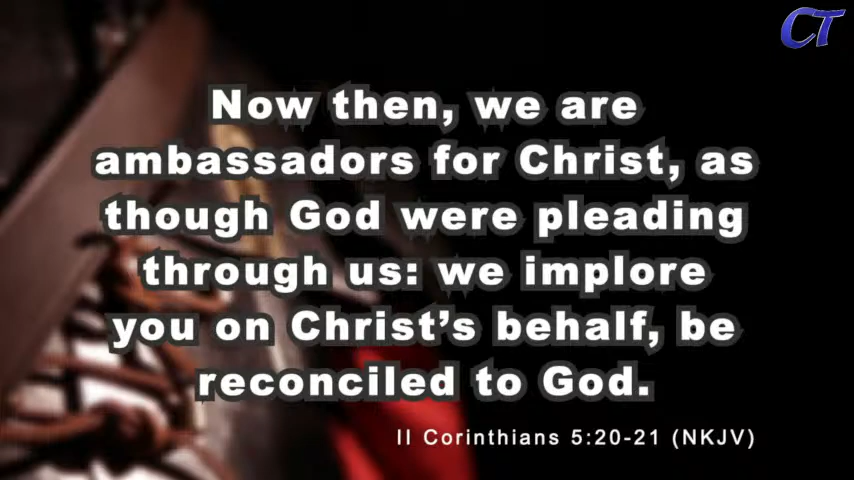 CT
Now then, we are
ambassadors for Christ, as
though God were pleading
through us: we implore
you on Christ’s behalf, be
reconciled to God.
II Corinthians 5:20-21 (NKJV)